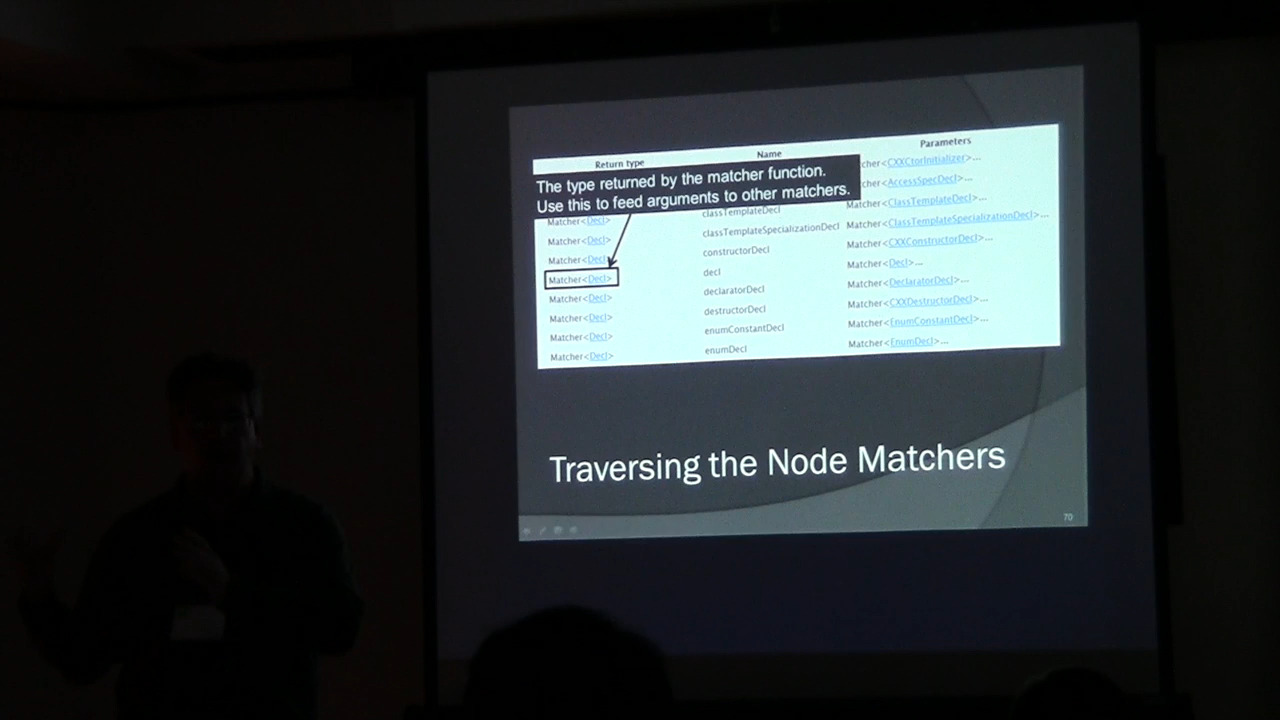 Return type Name Parameters
The type returned by the matcher function.
Use this to feed arguments to other matchers.
cher<CXXCtorInitializer>...
cher<AccessSpecDecl>...
Matcher<Decl> classTemplateDecl Matcher<ClassTemplateDecl>...
Matcher<Decl> classTemplateSpecializationDecl Matcher<ClassTemplateSpecializationDecl>...
Matcher<Decl> constructorDecl Matcher<CXXConstructorDecl>...
Matcher<Decl> decl Matcher<Decl>...
Matcher<Decl> declaratorDecl Matcher<DeclaratorDecl>...
Matcher<Decl> destructorDecl Matcher<CXXDestructorDecl>...
Matcher<Decl> enumConstantDecl Matcher<EnumConstantDecl>...
Matcher<Decl> enumDecl Matcher<EnumDecl>...
Traversing the Node Matchers
70